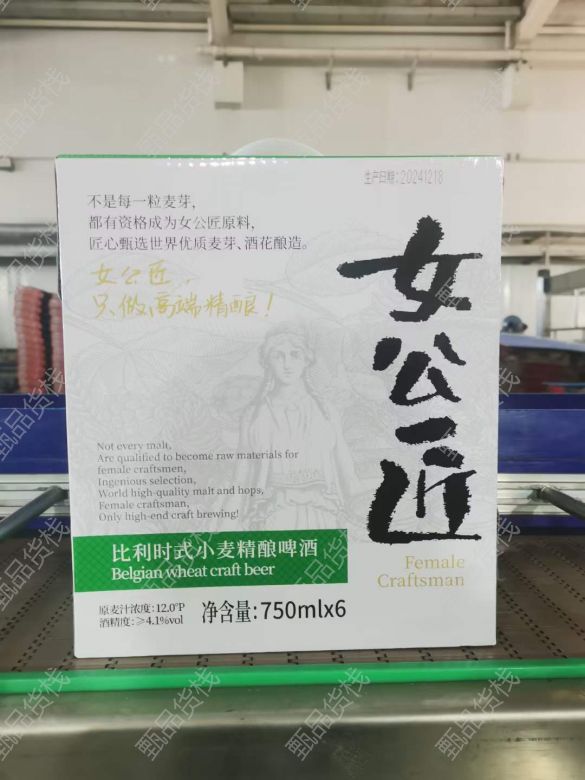 生产日期:20241218
不是每一粒麦芽,
都有资格成为女公匠原料,
匠心甄选世界优质麦芽、酒花酿造。
女公匠,
只做高端精酿!
女公匠
Female
Craftsman
Not every malt,
Are qualified to become raw materials for
female craftsmen,
Ingenious selection,
World high-quality malt and hops,
Female craftsman,
Only high-end craft brewing!
比利时式小麦精酿啤酒
Belgian wheat craft beer
原麦汁浓度:12.0°P
酒精度:≥4.1%vol
净含量:750mlx6
甄品货栈